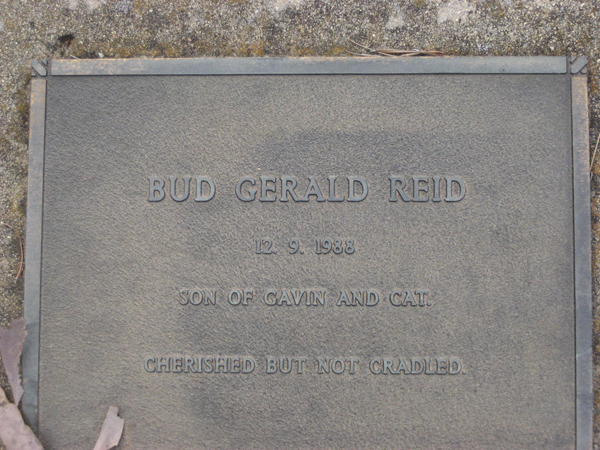 BUD GERALD REID
12. 9. 1988
SON OF GAVIN AND CAT.
CHERISHED BUT NOT CRADLED.